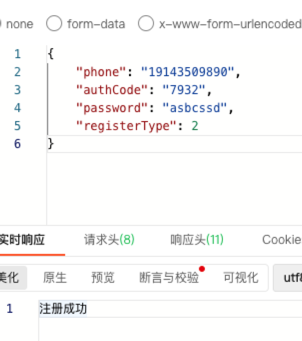 none form-data x-www-form-urlencoded
1 {
2 "phone": "19143509890",
3 "authCode": "7932",
4 "password": "asbcssd",
5 "registerType": 2
6 }
实时响应 请求头(8) 响应头(11) Cookie
美化 原生 预览 断言与校验 可视化 utf8
1 注册成功